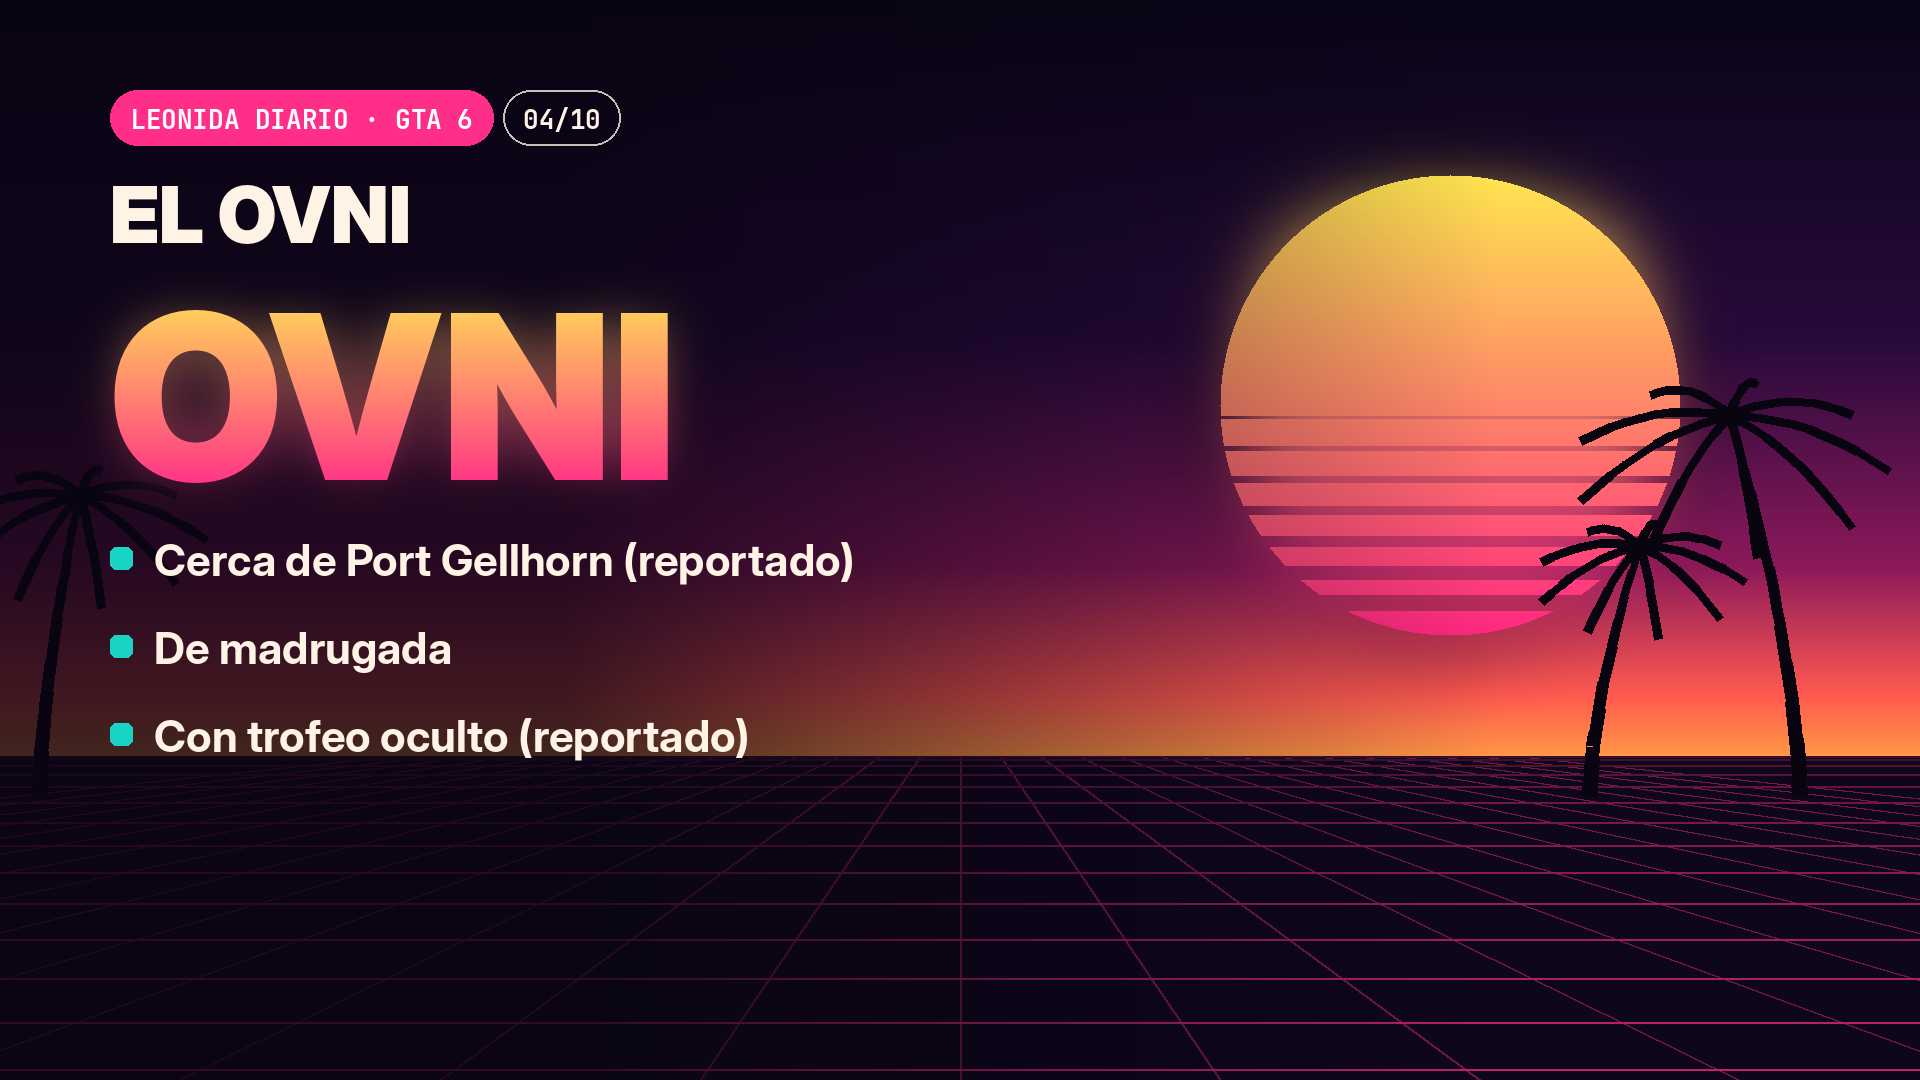 LEONIDA DIARIO · GTA 6 04/10
EL OVNI
OVNI
Cerca de Port Gellhorn (reportado)
De madrugada
Con trofeo oculto (reportado)